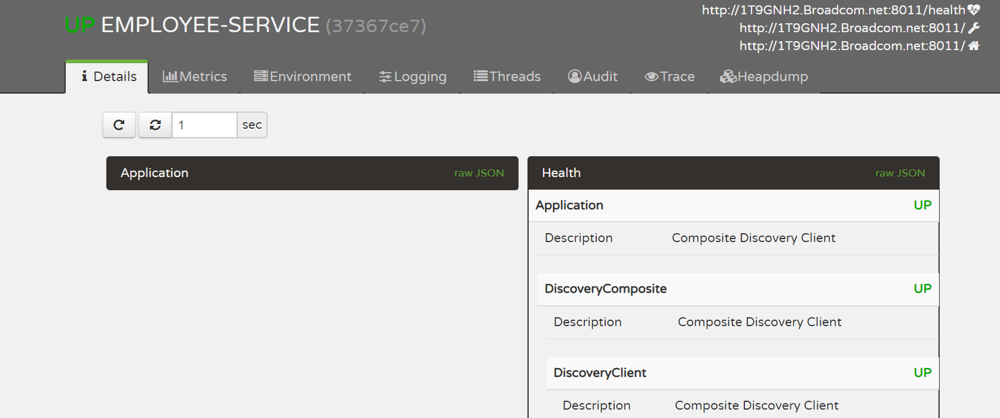 UP EMPLOYEE-SERVICE (37367ce7)
http://1T9GNH2.Broadcom.net:8011/health
http://1T9GNH2.Broadcom.net:8011/
http://1T9GNH2.Broadcom.net:8011/
Details Metrics Environment Logging Threads Audit Trace Heapdump
1 sec
Application raw JSON
Health raw JSON
Application UP
Description Composite Discovery Client
DiscoveryComposite UP
Description Composite Discovery Client
DiscoveryClient UP
Description Composite Discovery Client